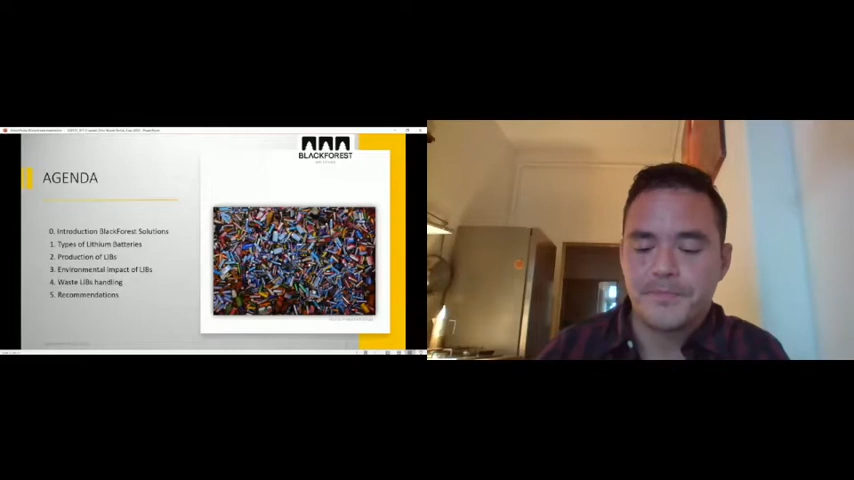 AGENDA
0. Introduction BlackForest Solutions
1. Types of Lithium Batteries
2. Production of LIBs
3. Environmental Impact of LIBs
4. Waste LIBs handling
5. Recommendations
BLACKFOREST